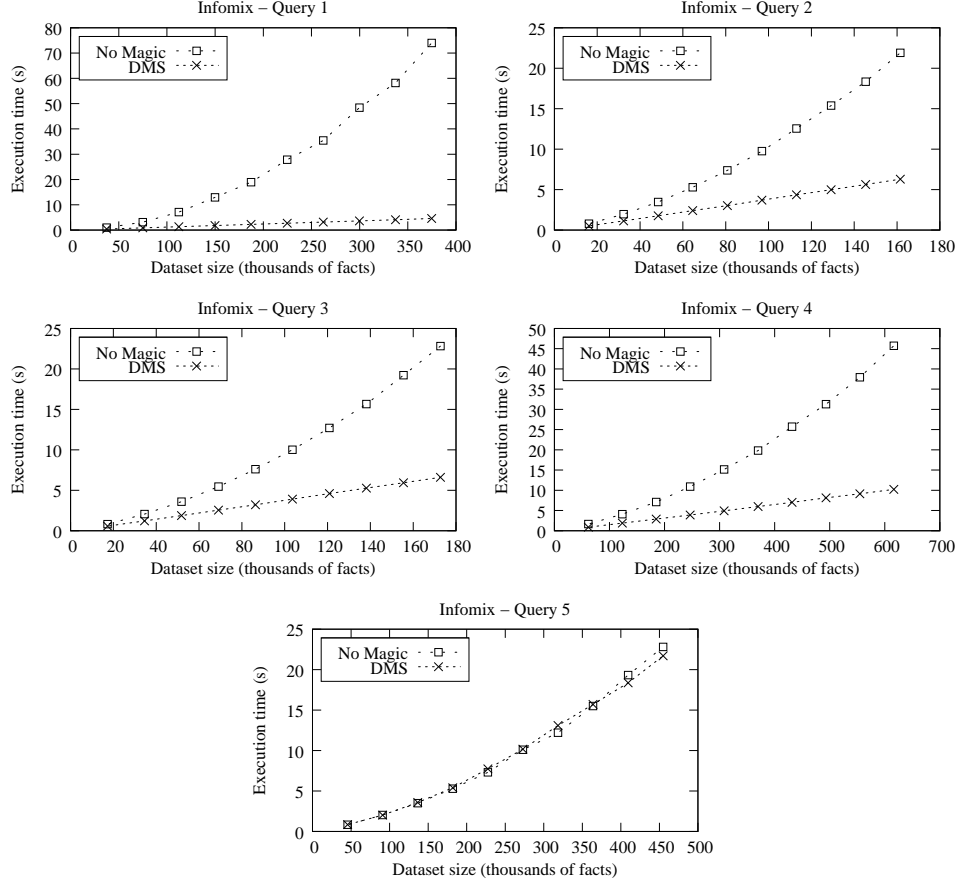 Infomix – Query 1
Execution time (s)
80
70
60
50
40
30
20
10
0
No Magic
DMS
0 50 100 150 200 250 300 350 400
Dataset size (thousands of facts)
Infomix – Query 2
Execution time (s)
25
20
15
10
5
0
No Magic
DMS
0 20 40 60 80 100 120 140 160 180
Dataset size (thousands of facts)
Infomix – Query 3
Execution time (s)
25
20
15
10
5
0
No Magic
DMS
0 20 40 60 80 100 120 140 160 180
Dataset size (thousands of facts)
Infomix – Query 4
Execution time (s)
50
45
40
35
30
25
20
15
10
5
0
No Magic
DMS
0 100 200 300 400 500 600 700
Dataset size (thousands of facts)
Infomix – Query 5
Execution time (s)
25
20
15
10
5
0
No Magic
DMS
0 50 100 150 200 250 300 350 400 450 500
Dataset size (thousands of facts)